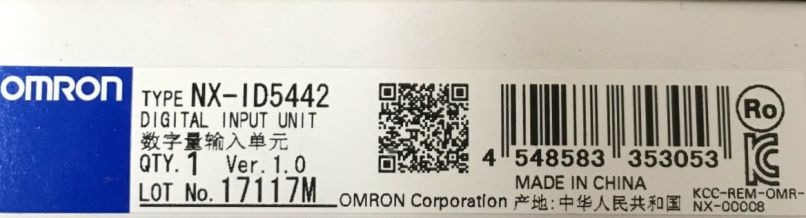 OMRON
TYPE NX-ID5442
DIGITAL INPUT UNIT
数字量输入单元
QTY. 1 Ver. 1.0
LOT No. 17117M
OMRON Corporation
4 548583 353053
MADE IN CHINA
产地:中华人民共和国
Ro
KC
KCC-REM-OMR-
NX-00008